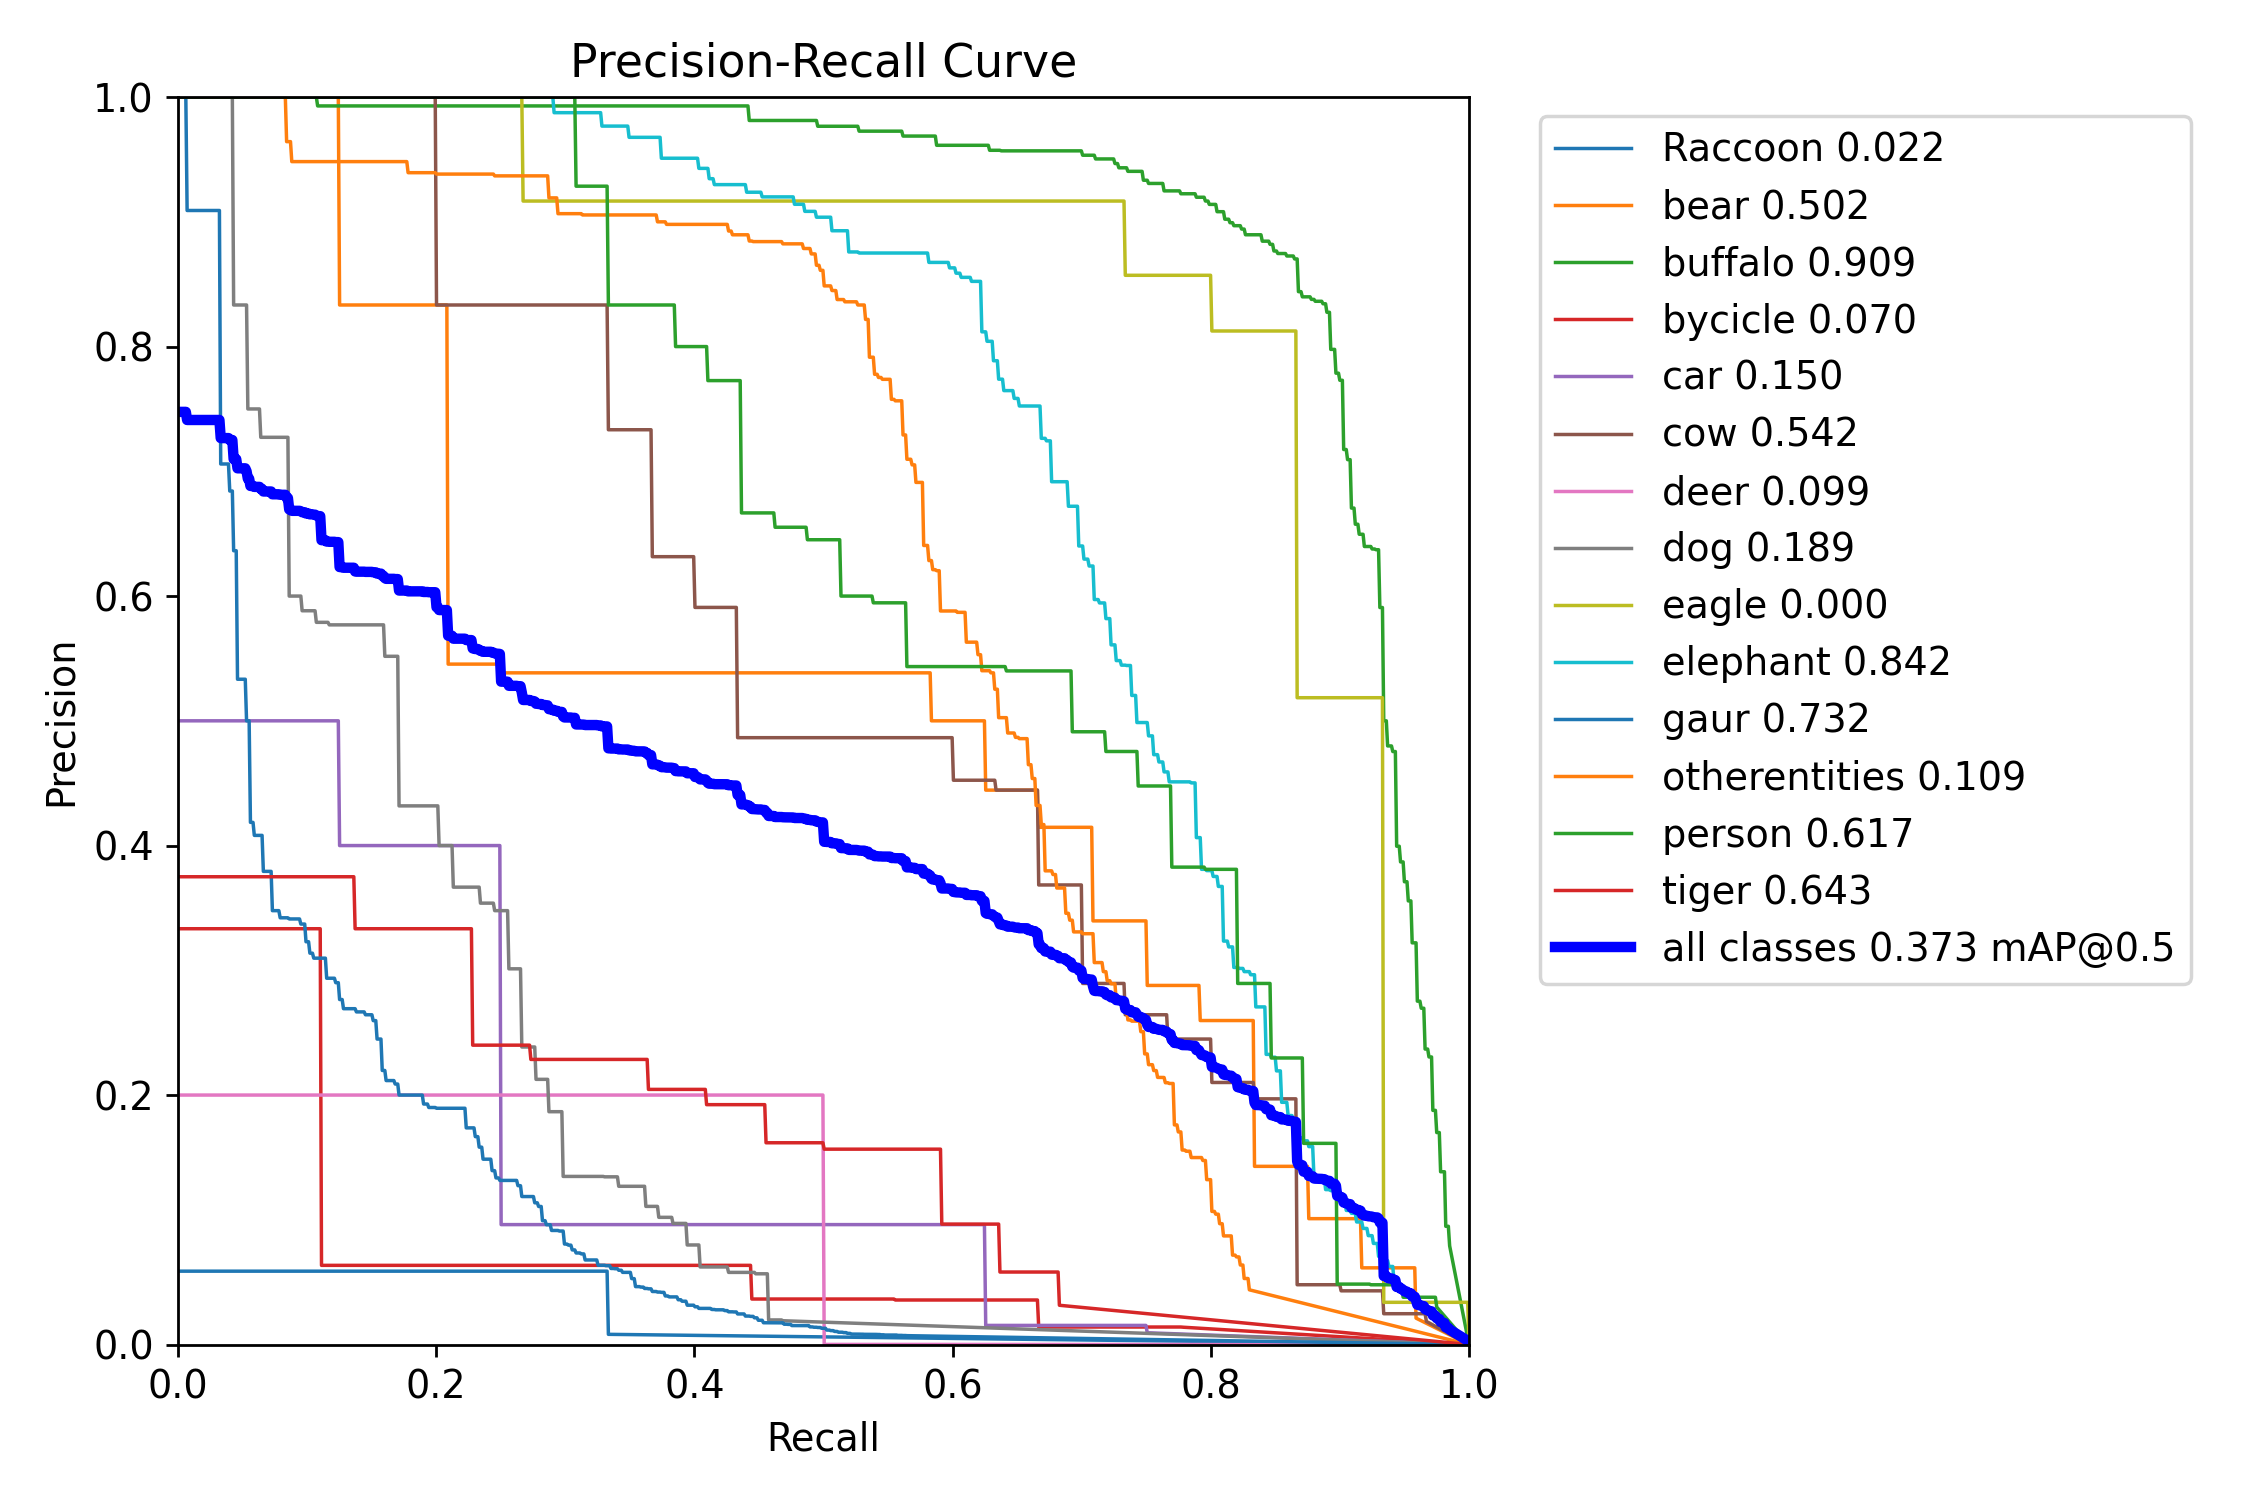 Precision-Recall Curve
1.0
0.8
0.6
0.4
0.2
0.0
Precision
0.0 0.2 0.4 0.6 0.8 1.0
Recall
Raccoon 0.022
bear 0.502
buffalo 0.909
bycicle 0.070
car 0.150
cow 0.542
deer 0.099
dog 0.189
eagle 0.000
elephant 0.842
gaur 0.732
otherentities 0.109
person 0.617
tiger 0.643
all classes 0.373 mAP@0.5